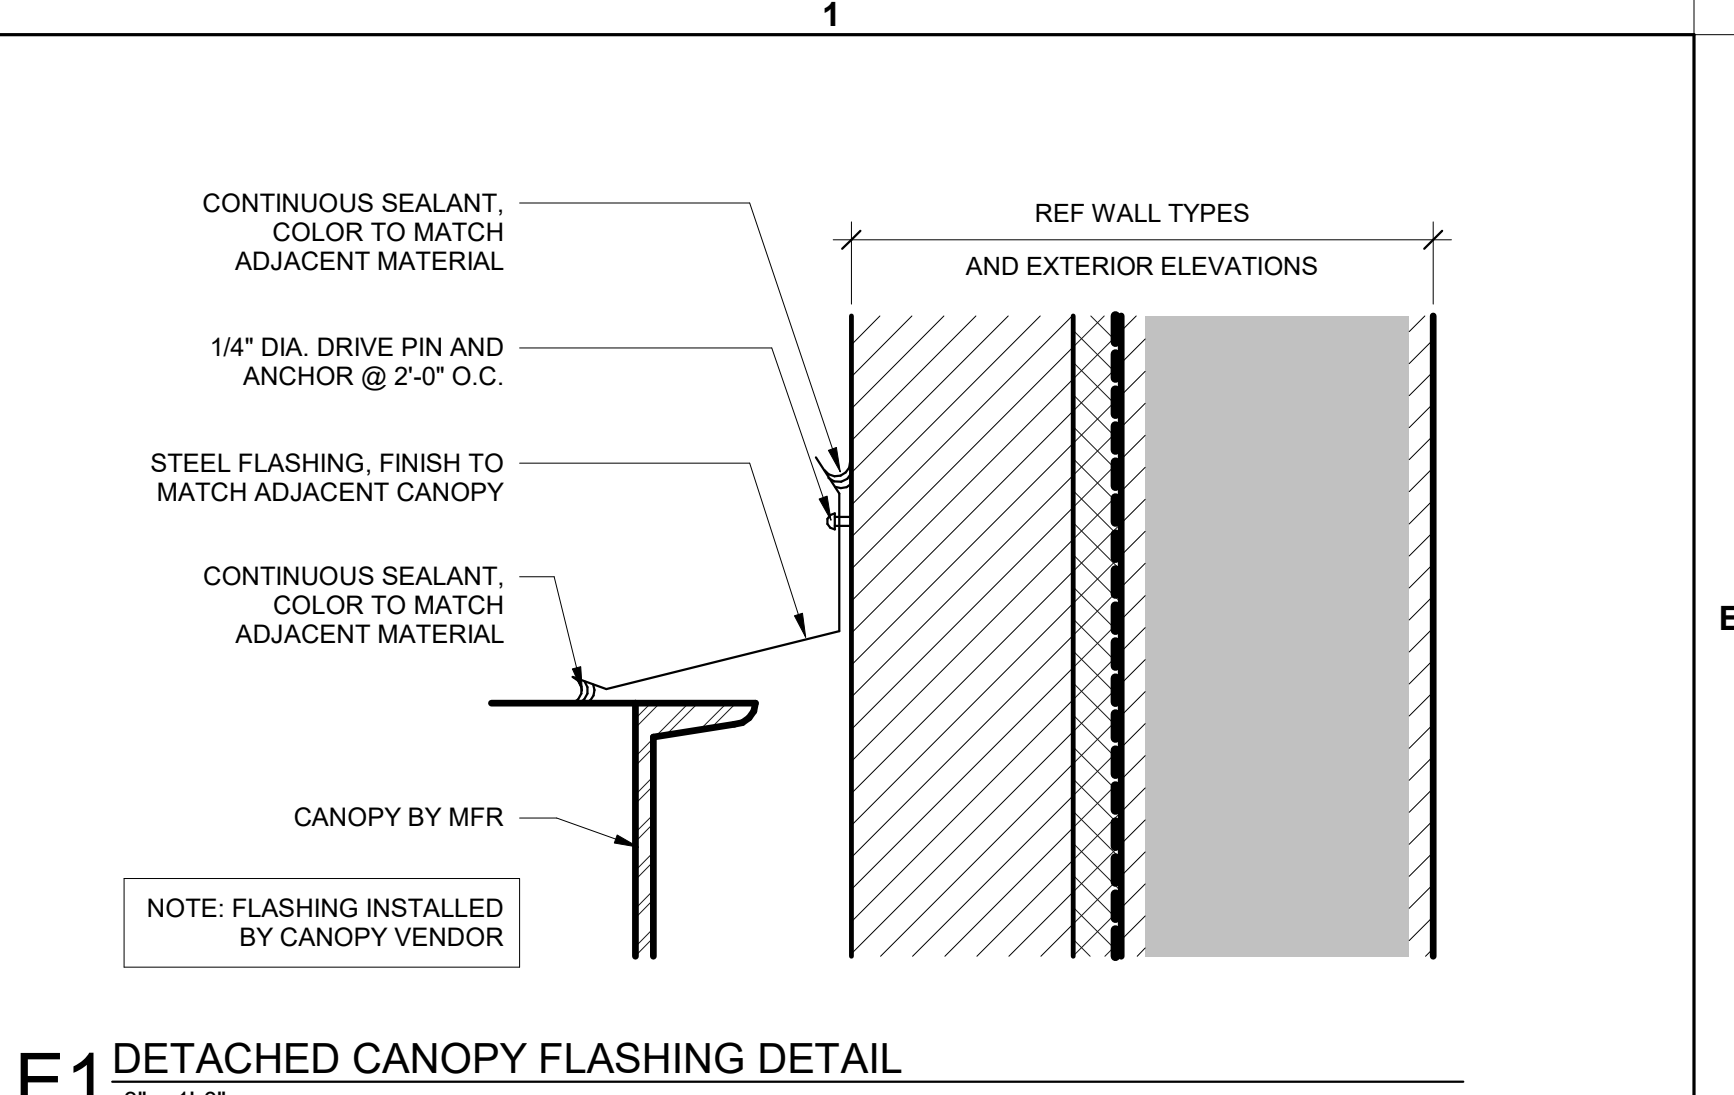 1
CONTINUOUS SEALANT,
COLOR TO MATCH
ADJACENT MATERIAL
REF WALL TYPES
AND EXTERIOR ELEVATIONS
1/4" DIA. DRIVE PIN AND
ANCHOR @ 2'-0" O.C.
STEEL FLASHING, FINISH TO
MATCH ADJACENT CANOPY
CONTINUOUS SEALANT,
COLOR TO MATCH
ADJACENT MATERIAL
CANOPY BY MFR
NOTE: FLASHING INSTALLED
BY CANOPY VENDOR
DETACHED CANOPY FLASHING DETAIL